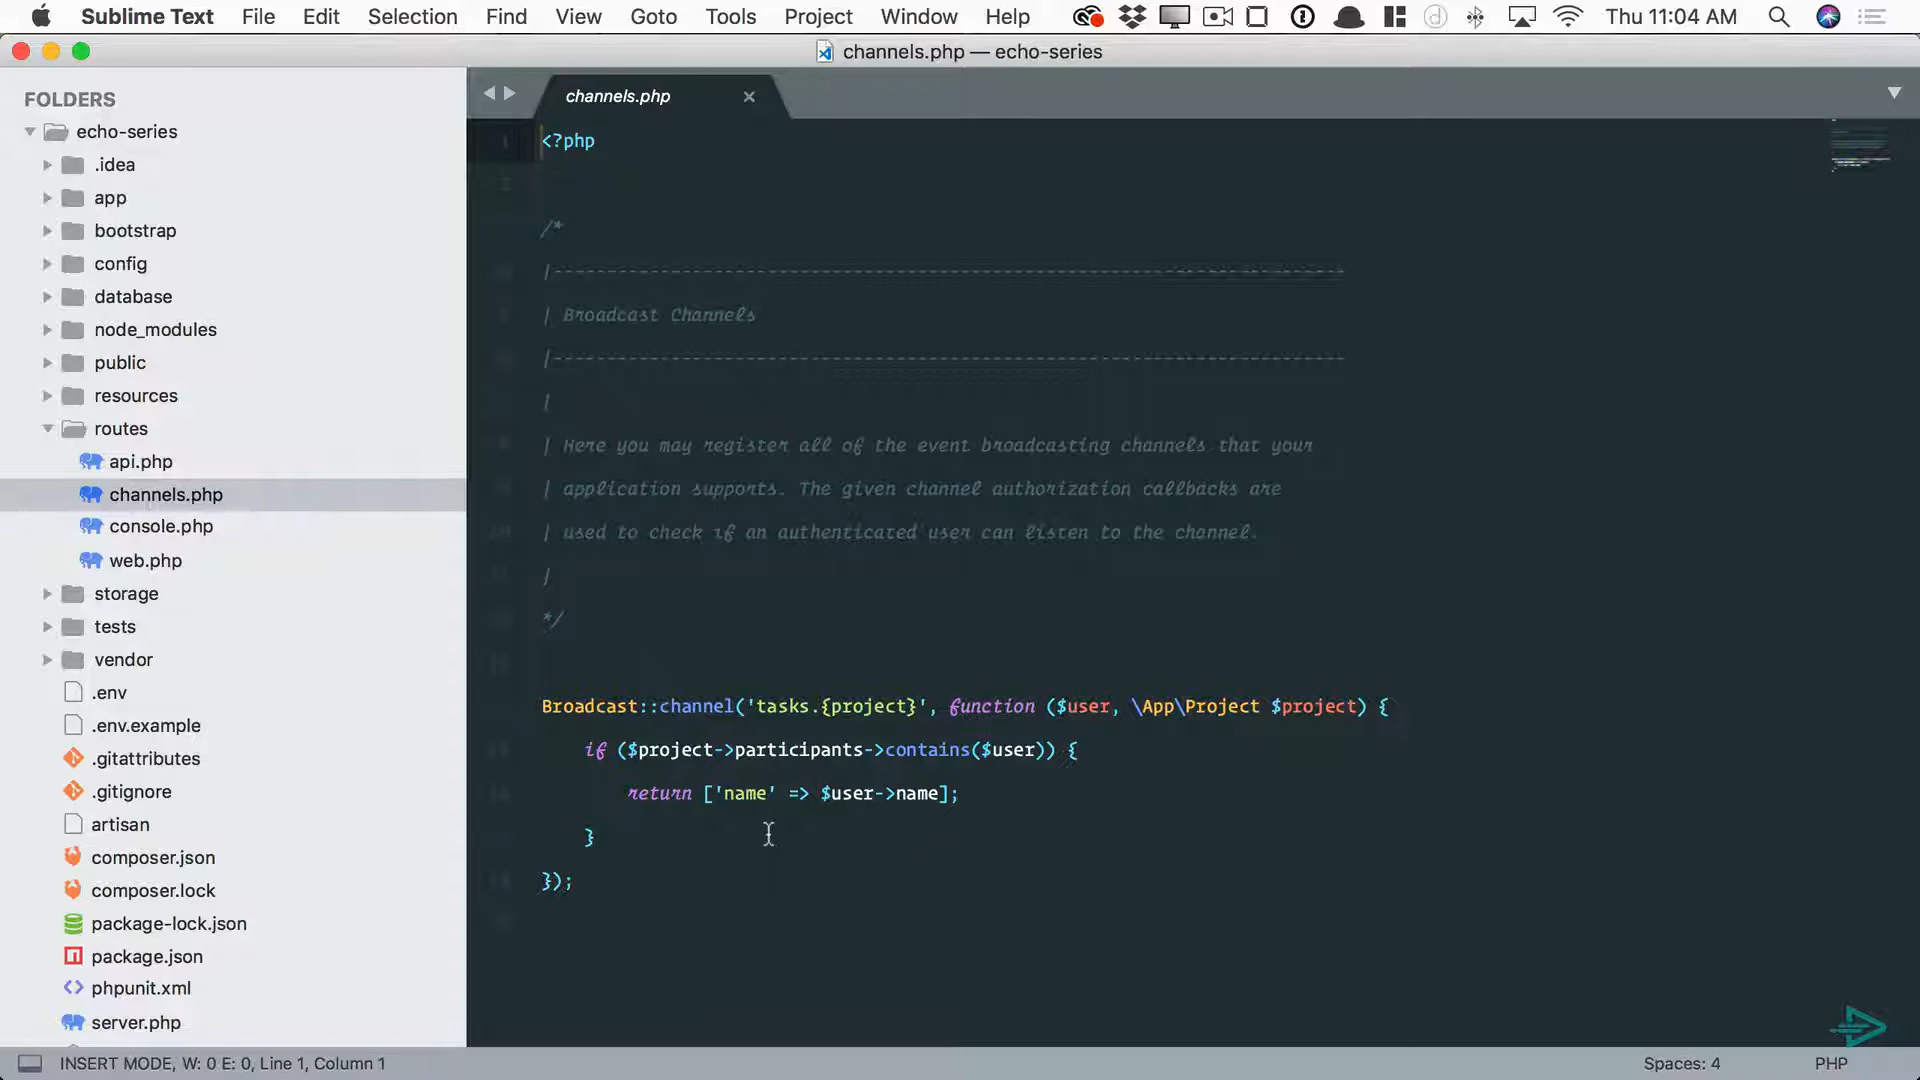 Sublime Text File Edit Selection Find View Goto Tools Project Window Help Thu 11:04 AM
channels.php — echo-series
FOLDERS
echo-series
.idea
app
bootstrap
config
database
node_modules
public
resources
routes
api.php
channels.php
console.php
web.php
storage
tests
vendor
.env
.env.example
.gitattributes
.gitignore
artisan
composer.json
composer.lock
package-lock.json
package.json
phpunit.xml
server.php
channels.php
<?php
/*
|--------------------------------------------------------------------------
| Broadcast Channels
|--------------------------------------------------------------------------
|
| Here you may register all of the event broadcasting channels that your
| application supports. The given channel authorization callbacks are
| used to check if an authenticated user can listen to the channel.
|
*/
Broadcast::channel('tasks.{project}', function ($user, \App\Project $project) {
if ($project->participants->contains($user)) {
return ['name' => $user->name];
}
});
INSERT MODE, W: 0 E: 0, Line 1, Column 1 Spaces: 4 PHP